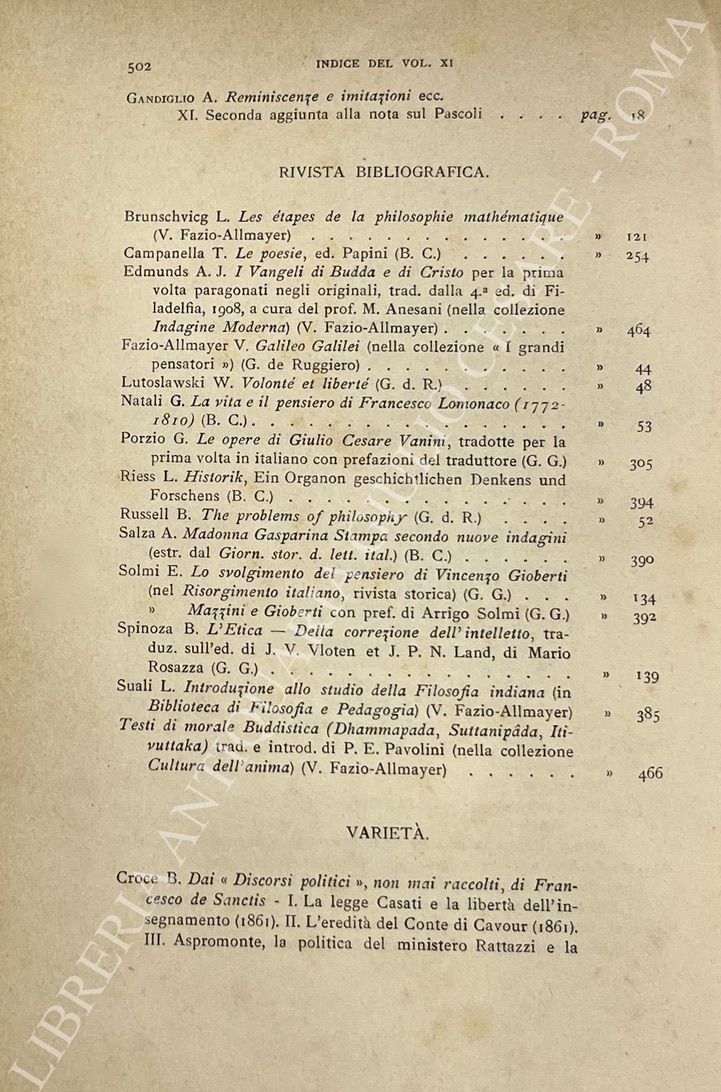 502 INDICE DEL VOL. XI
GANDIGLIO A. Reminiscenze e imitazioni ecc.
XI. Seconda aggiunta alla nota sul Pascoli . . . . pag. 18
RIVISTA BIBLIOGRAFICA.
Brunschvicg L. Les étapes de la philosophie mathématique
(V. Fazio-Allmayer) . . . . . . . . . . . . . . » 121
Campanella T. Le poesie, ed. Papini (B. C.) . . . . . . » 254
Edmunds A. J. I Vangeli di Budda e di Cristo per la prima
volta paragonati negli originali, trad. dalla 4.ª ed. di Fi-
ladelfia, 1908, a cura del prof. M. Anesani (nella collezione
Indagine Moderna) (V. Fazio-Allmayer) . . . . . . . » 464
Fazio-Allmayer V. Galileo Galilei (nella collezione « I grandi
pensatori ») (G. de Ruggiero) . . . . . . . . . . . » 44
Lutoslawski W. Volonté et liberté (G. d. R.) . . . . . . » 48
Natali G. La vita e il pensiero di Francesco Lomonaco (1772-
1810) (B. C.) . . . . . . . . . . . . . . . . . » 53
Porzio G. Le opere di Giulio Cesare Vanini, tradotte per la
prima volta in italiano con prefazioni del traduttore (G. G.) » 305
Riess L. Historik, Ein Organon geschichtlichen Denkens und
Forschens (B. C.) . . . . . . . . . . . . . . . » 394
Russell B. The problems of philosophy (G. d. R.) . . . . » 52
Salza A. Madonna Gasparina Stampa secondo nuove indagini
(estr. dal Giorn. stor. d. lett. ital.) (B. C.) . . . . . . » 390
Solmi E. Lo svolgimento del pensiero di Vincenzo Gioberti
(nel Risorgimento italiano, rivista storica) (G. G.) . . . » 134
» Mazzini e Gioberti con pref. di Arrigo Solmi (G. G.) » 392
Spinoza B. L'Etica — Della correzione dell'intelletto, tra-
duz. sull'ed. di J. V. Vloten et J. P. N. Land, di Mario
Rosazza (G. G.) . . . . . . . . . . . . . . . . » 139
Suali L. Introduzione allo studio della Filosofia indiana (in
Biblioteca di Filosofia e Pedagogia) (V. Fazio-Allmayer) » 385
Testi di morale Buddistica (Dhammapada, Suttanipâda, Iti-
vuttaka) trad. e introd. di P. E. Pavolini (nella collezione
Cultura dell'anima) (V. Fazio-Allmayer) . . . . . . » 466
VARIETÀ.
Croce B. Dai « Discorsi politici », non mai raccolti, di Fran-
cesco de Sanctis - I. La legge Casati e la libertà dell'in-
segnamento (1861). II. L'eredità del Conte di Cavour (1861).
III. Aspromonte, la politica del ministero Rattazzi e la